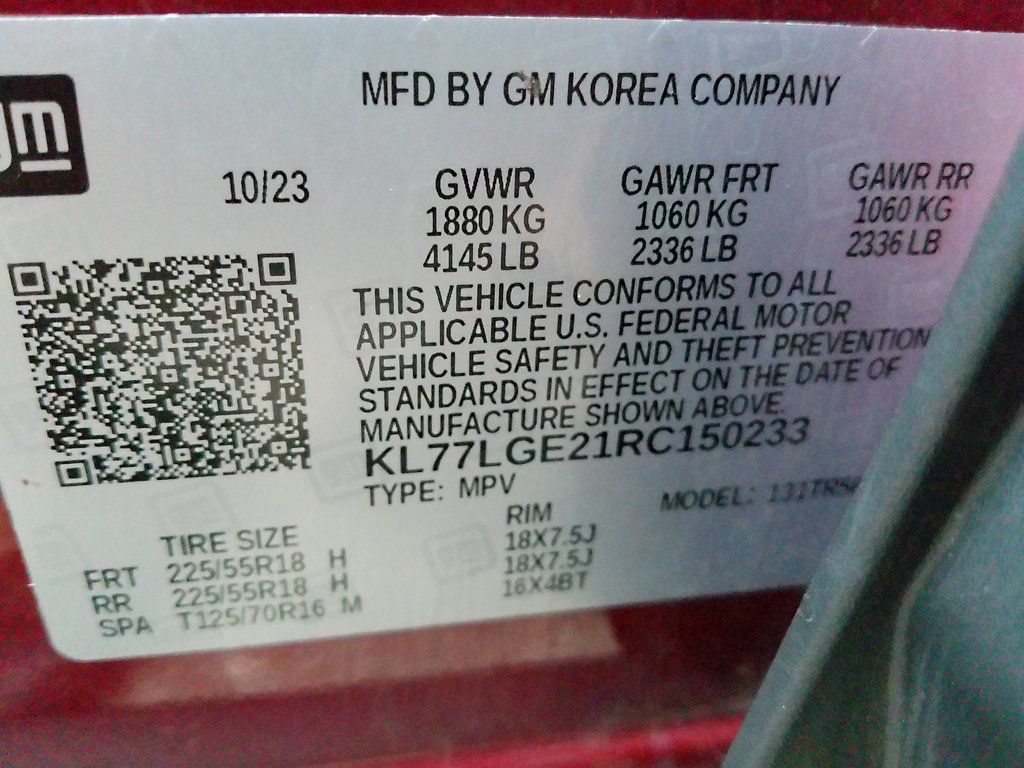 gm
MFD BY GM KOREA COMPANY
10/23 GVWR GAWR FRT GAWR RR
1880 KG 1060 KG 1060 KG
4145 LB 2336 LB 2336 LB
THIS VEHICLE CONFORMS TO ALL
APPLICABLE U.S. FEDERAL MOTOR
VEHICLE SAFETY AND THEFT PREVENTION
STANDARDS IN EFFECT ON THE DATE OF
MANUFACTURE SHOWN ABOVE.
KL77LGE21RC150233
TYPE: MPV MODEL:
TIRE SIZE RIM
FRT 225/55R18 H 18X7.5J
RR 225/55R18 H 18X7.5J
SPA T125/70R16 M 16X4BT